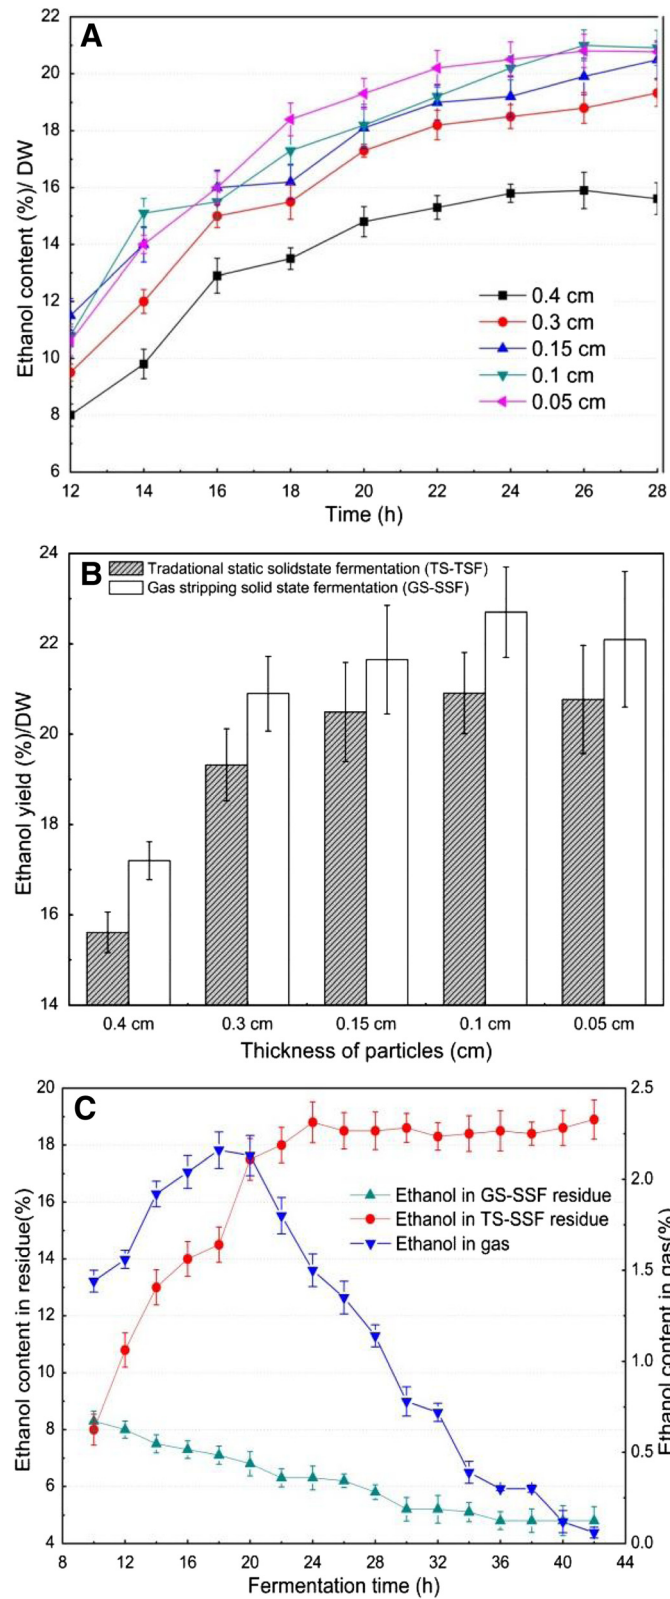 A
22
20
18
16
14
12
10
8
6
Ethanol content (%)/ DW
0.4 cm
0.3 cm
0.15 cm
0.1 cm
0.05 cm
12 14 16 18 20 22 24 26 28
Time (h)
B
24
22
20
18
16
14
Ethanol yield (%)/DW
Tradational static solidstate fermentation (TS-TSF)
Gas stripping solid state fermentation (GS-SSF)
0.4 cm 0.3 cm 0.15 cm 0.1 cm 0.05 cm
Thickness of particles (cm)
C
20
18
16
14
12
10
8
6
4
Ethanol content in residue(%)
Ethanol in GS-SSF residue
Ethanol in TS-SSF residue
Ethanol in gas
2.5
2.0
1.5
1.0
0.5
0.0
Ethanol content in gas(%)
8 12 16 20 24 28 32 36 40 44
Fermentation time (h)